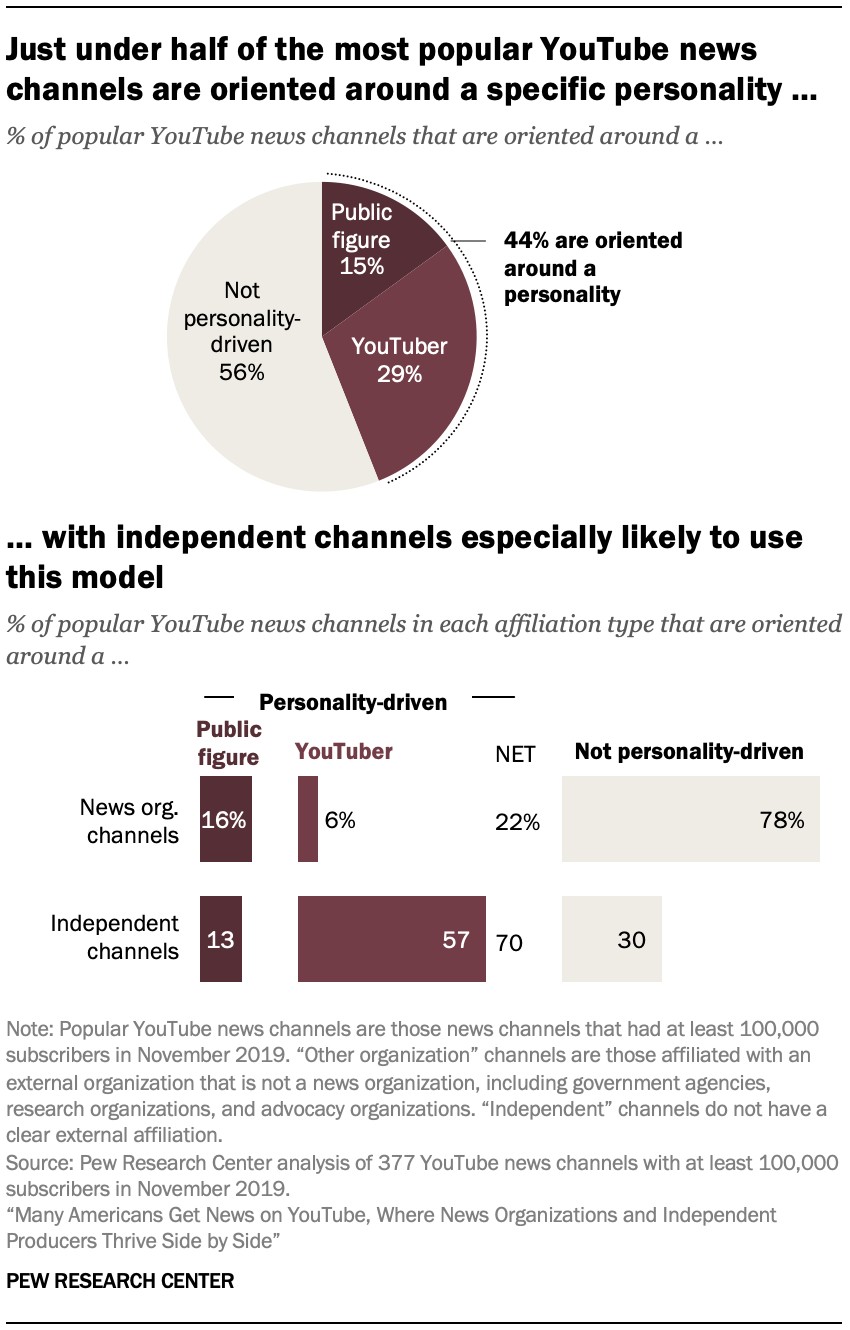 Just under half of the most popular YouTube news
channels are oriented around a specific personality ...
% of popular YouTube news channels that are oriented around a ...
Public
figure
15%
44% are oriented
around a
personality
Not
personality-
driven
56%
YouTuber
29%
... with independent channels especially likely to use
this model
% of popular YouTube news channels in each affiliation type that are oriented
around a ...
Personality-driven
Public
figure
YouTuber
NET
Not personality-driven
News org.
channels
16%
6%
22%
78%
Independent
channels
13
57
70
30
Note: Popular YouTube news channels are those news channels that had at least 100,000
subscribers in November 2019. “Other organization” channels are those affiliated with an
external organization that is not a news organization, including government agencies,
research organizations, and advocacy organizations. “Independent” channels do not have a
clear external affiliation.
Source: Pew Research Center analysis of 377 YouTube news channels with at least 100,000
subscribers in November 2019.
“Many Americans Get News on YouTube, Where News Organizations and Independent
Producers Thrive Side by Side”
PEW RESEARCH CENTER